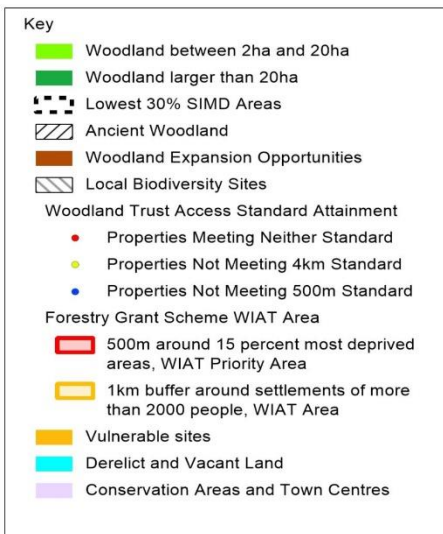 Key
Woodland between 2ha and 20ha
Woodland larger than 20ha
Lowest 30% SIMD Areas
Ancient Woodland
Woodland Expansion Opportunities
Local Biodiversity Sites
Woodland Trust Access Standard Attainment
Properties Meeting Neither Standard
Properties Not Meeting 4km Standard
Properties Not Meeting 500m Standard
Forestry Grant Scheme WIAT Area
500m around 15 percent most deprived
areas, WIAT Priority Area
1km buffer around settlements of more
than 2000 people, WIAT Area
Vulnerable sites
Derelict and Vacant Land
Conservation Areas and Town Centres